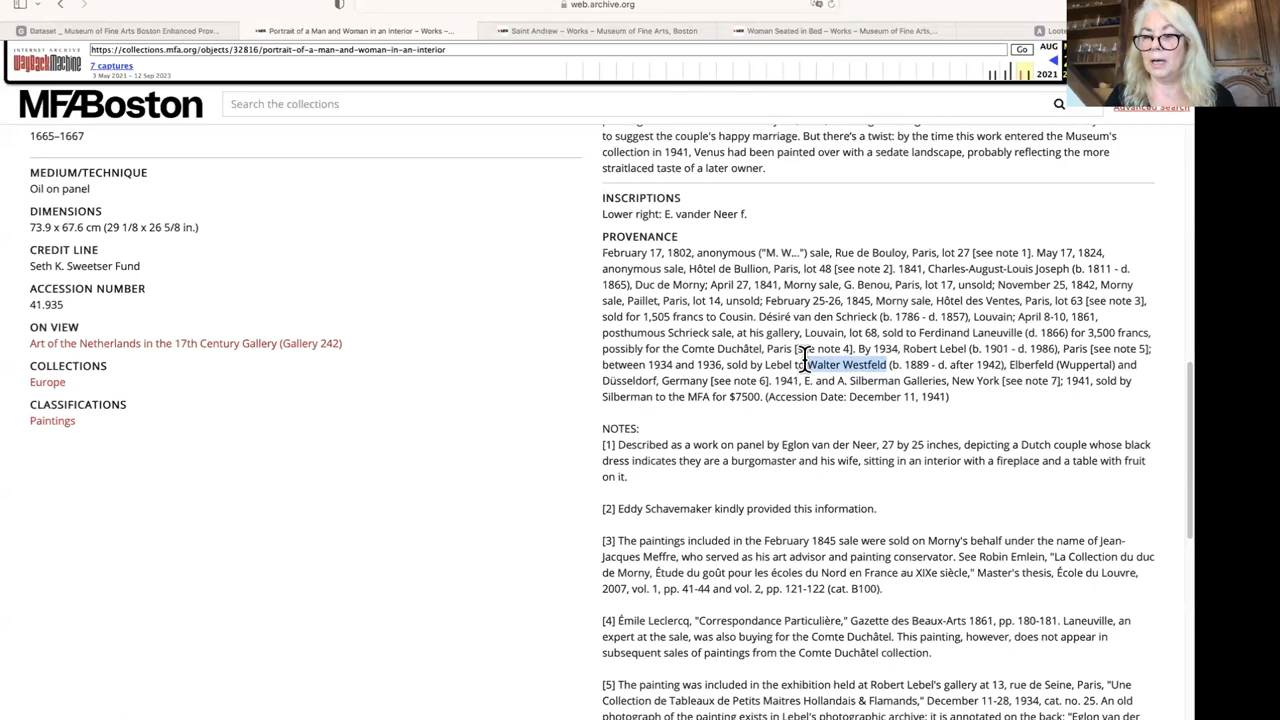 web.archive.org
Dataset _ Museum of Fine Arts Boston Enhanced Prov...
Portrait of a Man and Woman in an Interior – Works –...
Saint Andrew – Works – Museum of Fine Arts, Boston
Woman Seated in Bed – Works – Museum of Fine Arts,...
INTERNET ARCHIVE
WayBackMachine
https://collections.mfa.org/objects/32816/portrait-of-a-man-and-woman-in-an-interior
Go
AUG
7 captures
3 May 2021 – 12 Sep 2023
2021
MFABoston
Search the collections
Advanced Search
1665–1667
MEDIUM/TECHNIQUE
Oil on panel
DIMENSIONS
73.9 x 67.6 cm (29 1/8 x 26 5/8 in.)
CREDIT LINE
Seth K. Sweetser Fund
ACCESSION NUMBER
41.935
ON VIEW
Art of the Netherlands in the 17th Century Gallery (Gallery 242)
COLLECTIONS
Europe
CLASSIFICATIONS
Paintings
to suggest the couple's happy marriage. But there's a twist: by the time this work entered the Museum's
collection in 1941, Venus had been painted over with a sedate landscape, probably reflecting the more
straitlaced taste of a later owner.
INSCRIPTIONS
Lower right: E. vander Neer f.
PROVENANCE
February 17, 1802, anonymous ("M. W...") sale, Rue de Bouloy, Paris, lot 27 [see note 1]. May 17, 1824,
anonymous sale, Hôtel de Bullion, Paris, lot 48 [see note 2]. 1841, Charles-August-Louis Joseph (b. 1811 - d.
1865), Duc de Morny; April 27, 1841, Morny sale, G. Benou, Paris, lot 17, unsold; November 25, 1842, Morny
sale, Paillet, Paris, lot 14, unsold; February 25-26, 1845, Morny sale, Hôtel des Ventes, Paris, lot 63 [see note 3],
sold for 1,505 francs to Cousin. Désiré van den Schrieck (b. 1786 - d. 1857), Louvain; April 8-10, 1861,
posthumous Schrieck sale, at his gallery, Louvain, lot 68, sold to Ferdinand Laneuville (d. 1866) for 3,500 francs,
possibly for the Comte Duchâtel, Paris [see note 4]. By 1934, Robert Lebel (b. 1901 - d. 1986), Paris [see note 5];
between 1934 and 1936, sold by Lebel to Walter Westfeld (b. 1889 - d. after 1942), Elberfeld (Wuppertal) and
Düsseldorf, Germany [see note 6]. 1941, E. and A. Silberman Galleries, New York [see note 7]; 1941, sold by
Silberman to the MFA for $7500. (Accession Date: December 11, 1941)
NOTES:
[1] Described as a work on panel by Eglon van der Neer, 27 by 25 inches, depicting a Dutch couple whose black
dress indicates they are a burgomaster and his wife, sitting in an interior with a fireplace and a table with fruit
on it.
[2] Eddy Schavemaker kindly provided this information.
[3] The paintings included in the February 1845 sale were sold on Morny's behalf under the name of Jean-
Jacques Meffre, who served as his art advisor and painting conservator. See Robin Emlein, "La Collection du duc
de Morny, Étude du goût pour les écoles du Nord en France au XIXe siècle," Master's thesis, École du Louvre,
2007, vol. 1, pp. 41-44 and vol. 2, pp. 121-122 (cat. B100).
[4] Émile Leclercq, "Correspondance Particulière," Gazette des Beaux-Arts 1861, pp. 180-181. Laneuville, an
expert at the sale, was also buying for the Comte Duchâtel. This painting, however, does not appear in
subsequent sales of paintings from the Comte Duchâtel collection.
[5] The painting was included in the exhibition held at Robert Lebel's gallery at 13, rue de Seine, Paris, "Une
Collection de Tableaux de Petits Maitres Hollandais & Flamands," December 11-28, 1934, cat. no. 25. An old
photograph of the painting exists in Lebel's photographic archive; it is annotated on the back: "Eglon van der